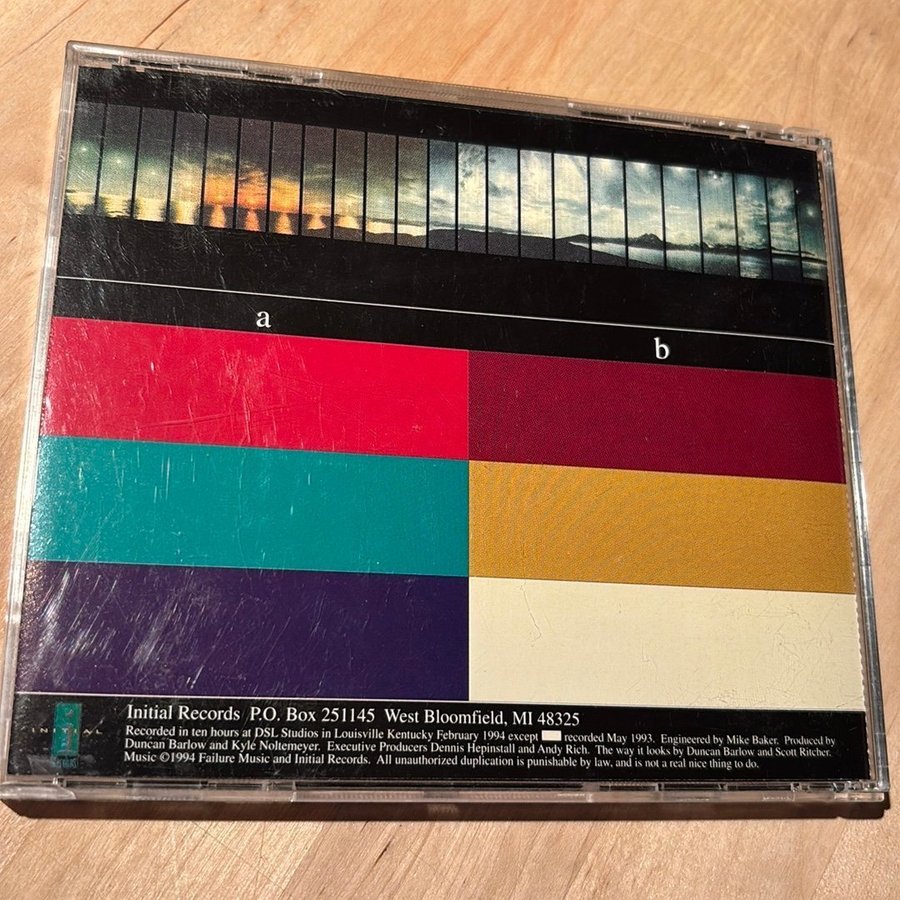 a
b
INITIAL
Initial Records P.O. Box 251145 West Bloomfield, MI 48325
Recorded in ten hours at DSL Studios in Louisville Kentucky February 1994 except recorded May 1993. Engineered by Mike Baker. Produced by
Duncan Barlow and Kyle Noltemeyer. Executive Producers Dennis Hepinstall and Andy Rich. The way it looks by Duncan Barlow and Scott Ritcher.
Music ©1994 Failure Music and Initial Records. All unauthorized duplication is punishable by law, and is not a real nice thing to do.